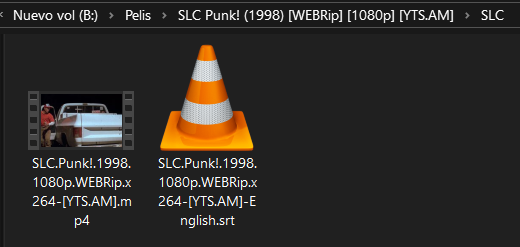 Nuevo vol (B:) > Pelis > SLC Punk! (1998) [WEBRip] [1080p] [YTS.AM] > SLC
SLC.Punk!.1998.
1080p.WEBRip.x
264-[YTS.AM].m
p4
SLC.Punk!.1998.
1080p.WEBRip.x
264-[YTS.AM]-E
nglish.srt